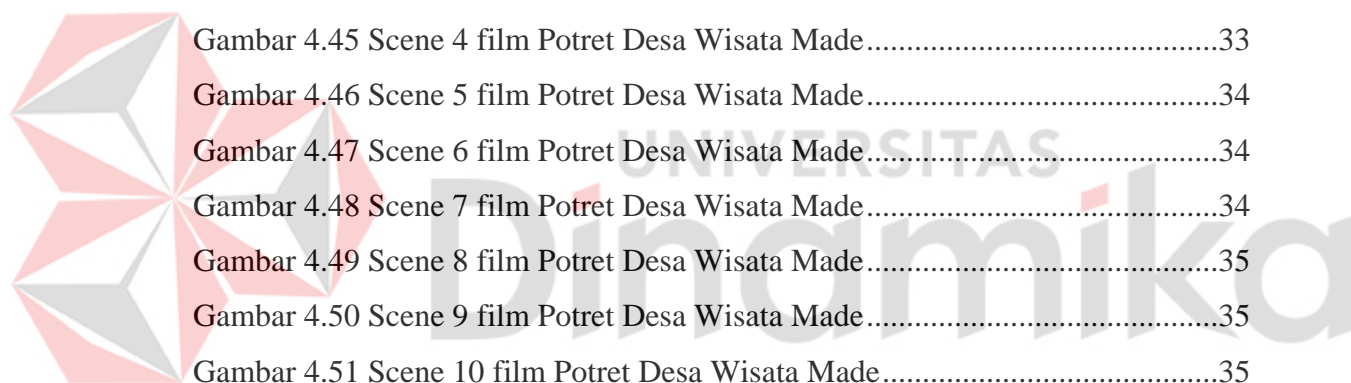 Gambar 4.45 Scene 4 film Potret Desa Wisata Made.......................................33
Gambar 4.46 Scene 5 film Potret Desa Wisata Made.......................................34
UNIVERSITAS
Gambar 4.47 Scene 6 film Potret Desa Wisata Made.......................................34
Gambar 4.48 Scene 7 film Potret Desa Wisata Made.......................................34
Dinamika
Gambar 4.49 Scene 8 film Potret Desa Wisata Made.......................................35
Gambar 4.50 Scene 9 film Potret Desa Wisata Made.......................................35
Gambar 4.51 Scene 10 film Potret Desa Wisata Made.....................................35